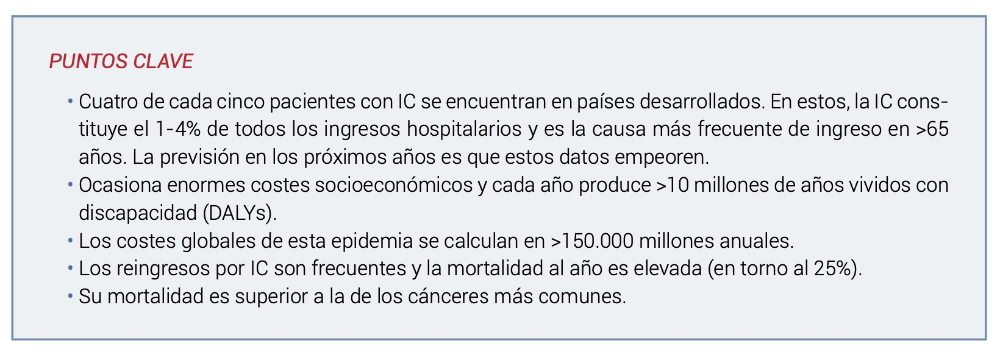 PUNTOS CLAVE
• Cuatro de cada cinco pacientes con IC se encuentran en países desarrollados. En estos, la IC cons-
tituye el 1-4% de todos los ingresos hospitalarios y es la causa más frecuente de ingreso en >65
años. La previsión en los próximos años es que estos datos empeoren.
• Ocasiona enormes costes socioeconómicos y cada año produce >10 millones de años vividos con
discapacidad (DALYs).
• Los costes globales de esta epidemia se calculan en >150.000 millones anuales.
• Los reingresos por IC son frecuentes y la mortalidad al año es elevada (en torno al 25%).
• Su mortalidad es superior a la de los cánceres más comunes.